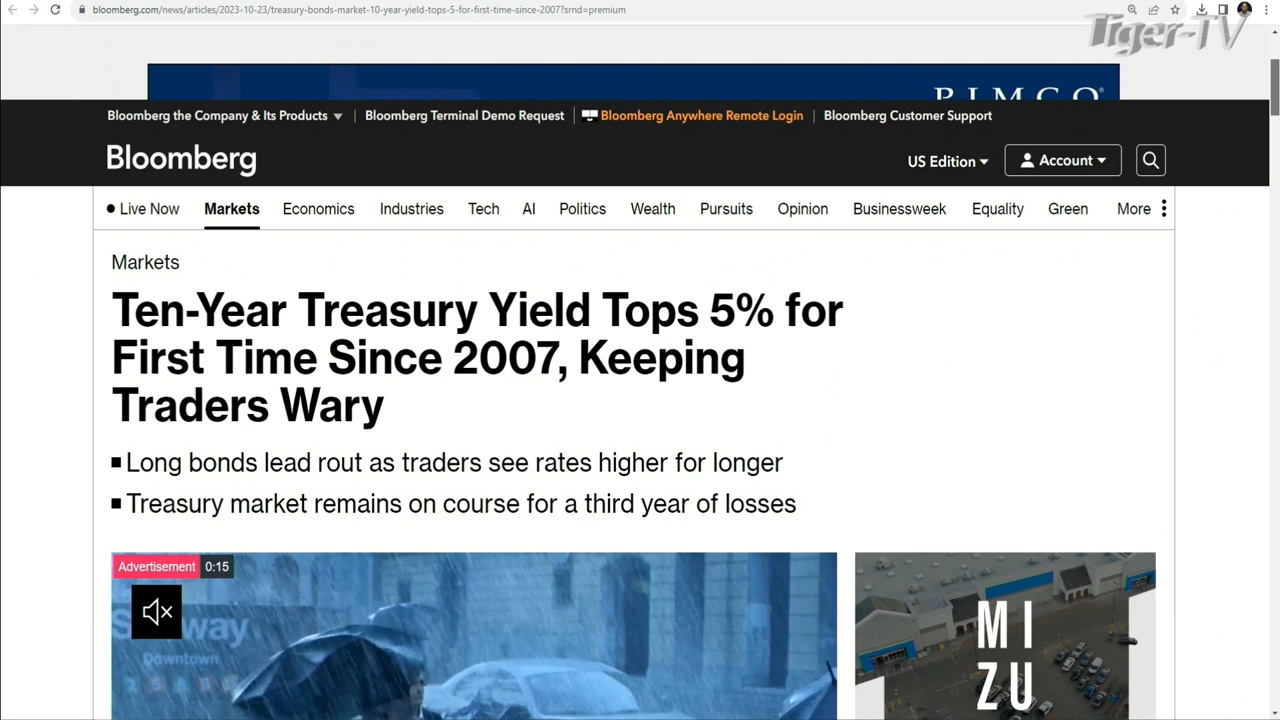 bloomberg.com/news/articles/2023-10-23/treasury-bonds-market-10-year-yield-tops-5-for-first-time-since-2007?srnd=premium
Tiger-TV
PIMCO
Bloomberg the Company & Its Products
Bloomberg Terminal Demo Request
Bloomberg Anywhere Remote Login
Bloomberg Customer Support
Bloomberg
US Edition
Account
Live Now
Markets
Economics
Industries
Tech
AI
Politics
Wealth
Pursuits
Opinion
Businessweek
Equality
Green
More
Markets
Ten-Year Treasury Yield Tops 5% for
First Time Since 2007, Keeping
Traders Wary
Long bonds lead rout as traders see rates higher for longer
Treasury market remains on course for a third year of losses
Advertisement 0:15
Downtown
MI
ZU